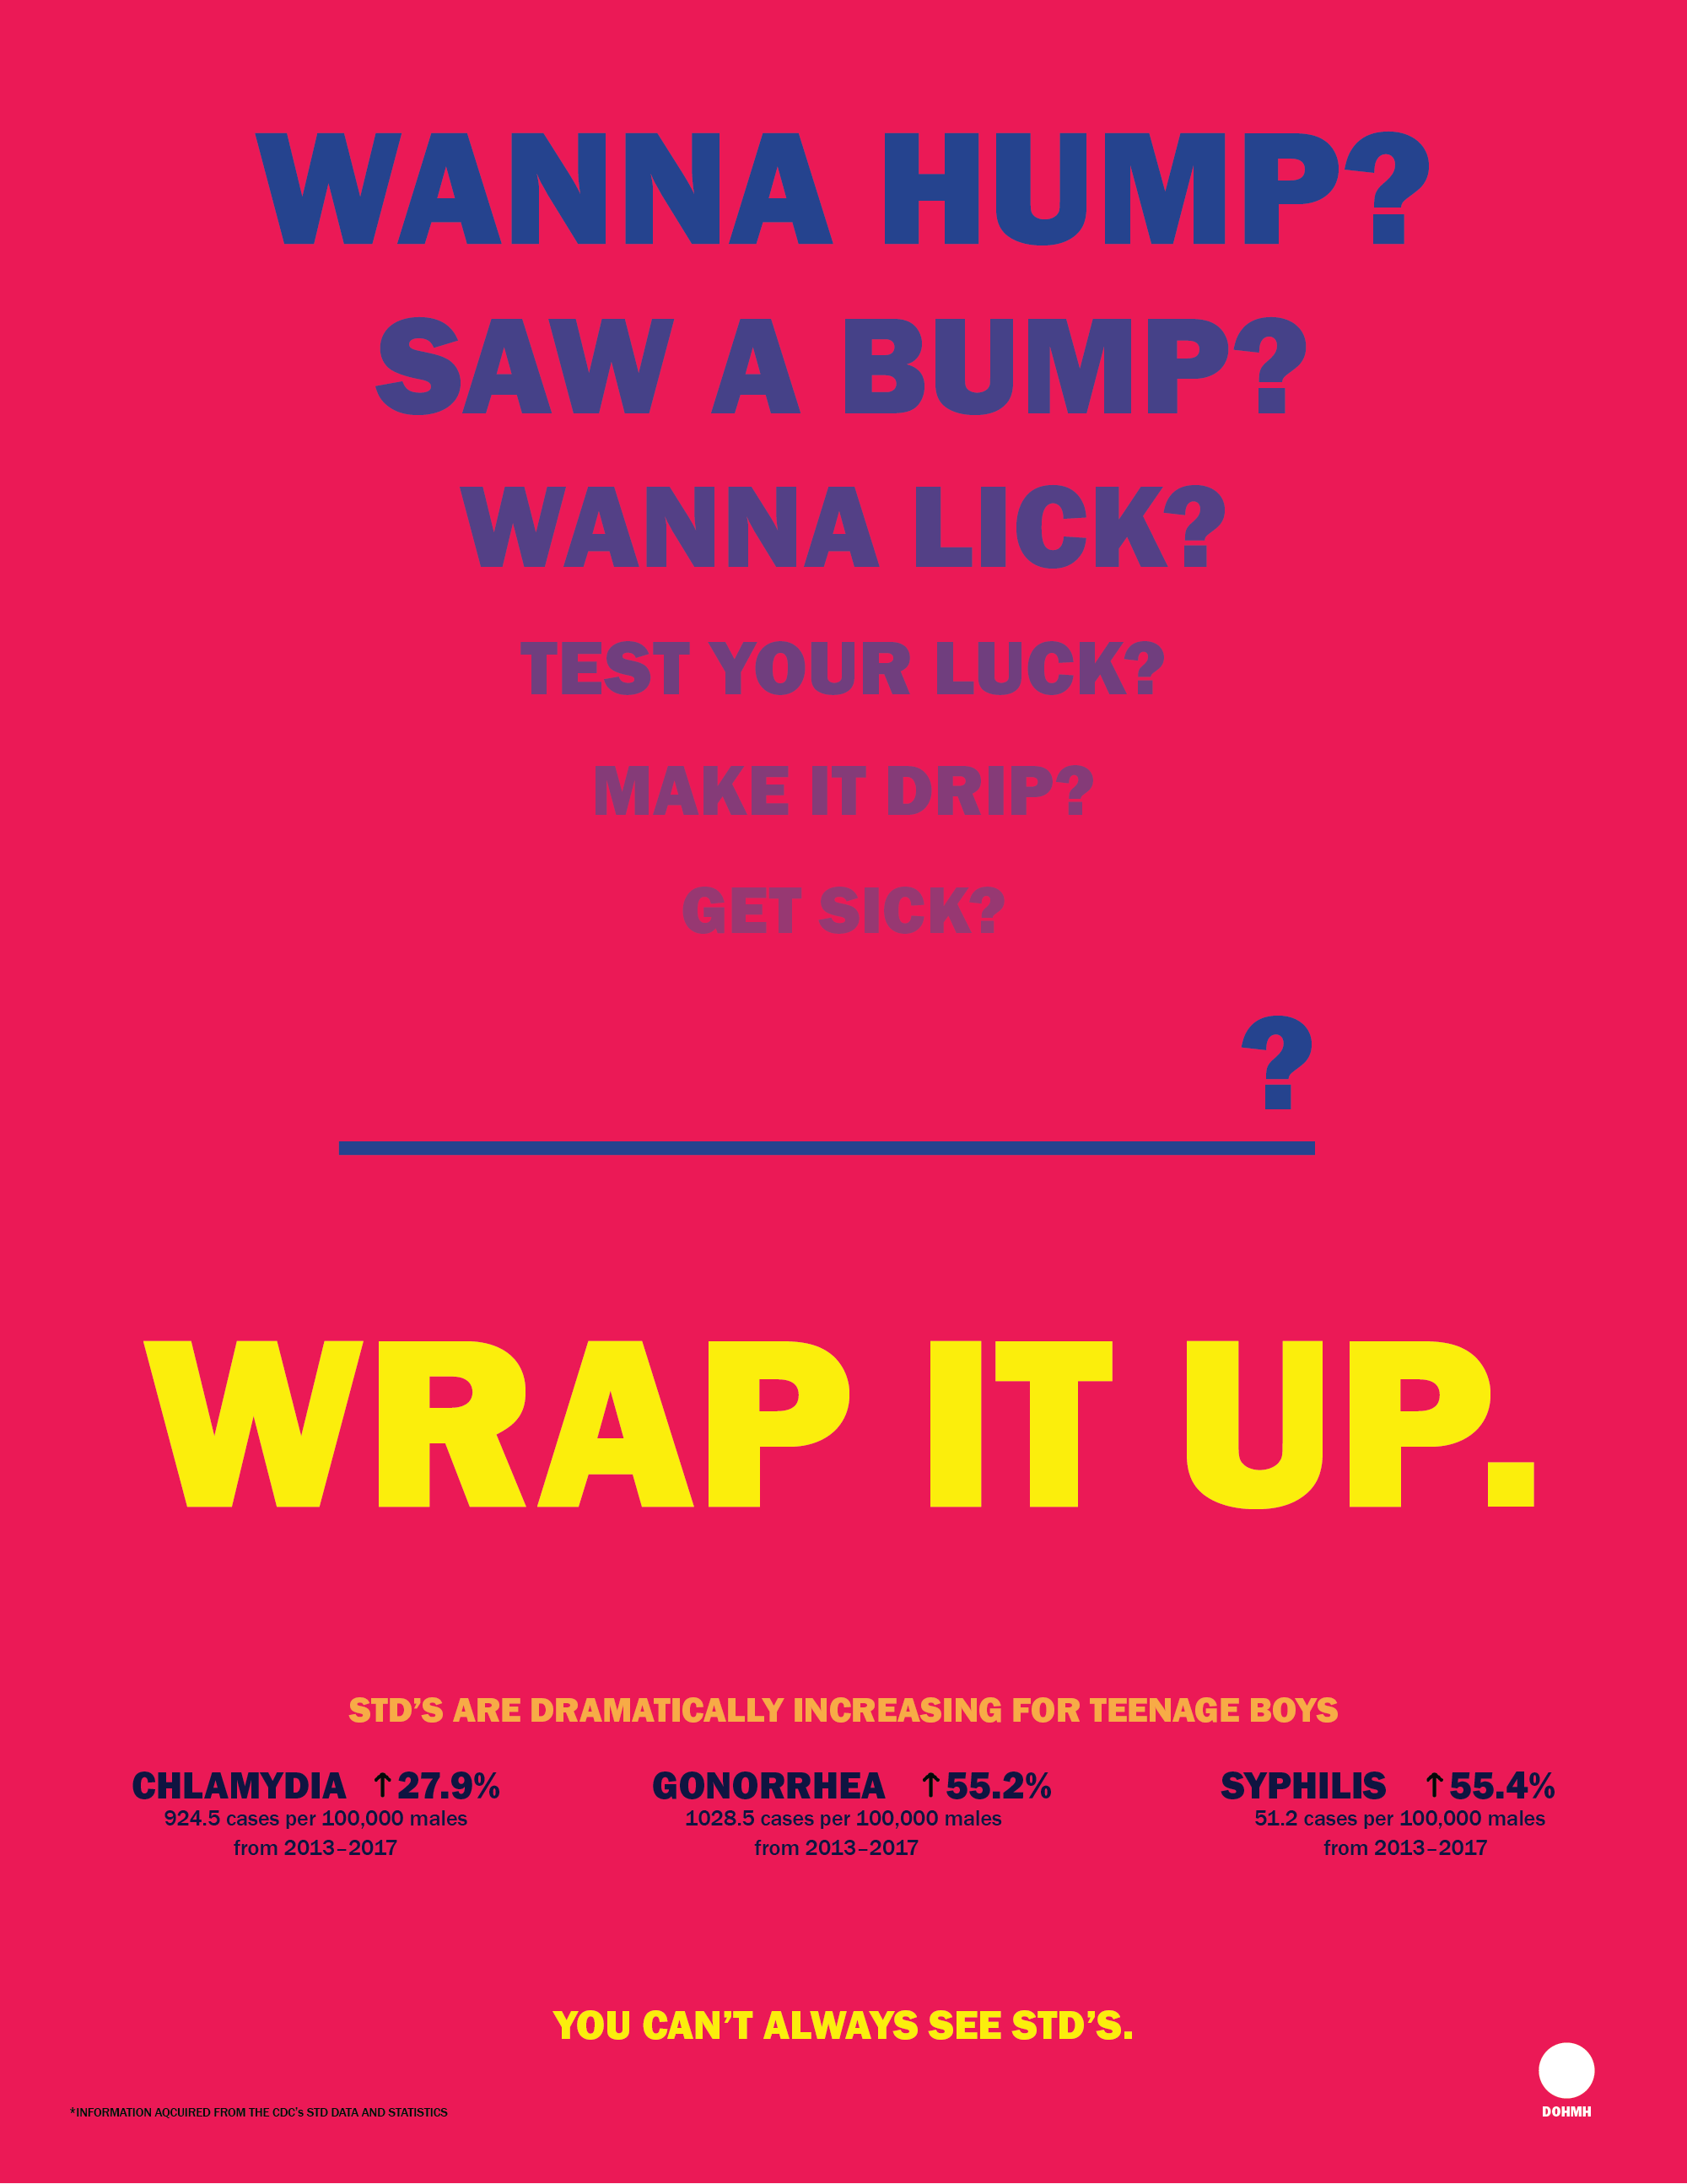 WANNA HUMP?
SAW A BUMP?
WANNA LICK?
TEST YOUR LUCK?
MAKE IT DRIP?
GET SICK?
?
WRAP IT UP.
STD’S ARE DRAMATICALLY INCREASING FOR TEENAGE BOYS
CHLAMYDIA ↑27.9%
924.5 cases per 100,000 males
from 2013–2017
GONORRHEA ↑55.2%
1028.5 cases per 100,000 males
from 2013–2017
SYPHILIS ↑55.4%
51.2 cases per 100,000 males
from 2013–2017
YOU CAN’T ALWAYS SEE STD’S.
*INFORMATION AQCUIRED FROM THE CDC’s STD DATA AND STATISTICS
DOHMH